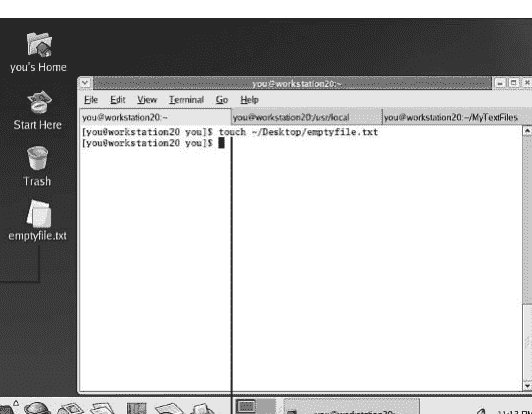 you's Home
Start Here
Trash
emptyfile.txt
you@workstation20:~
File Edit View Terminal Go Help
you@workstation20:~ you@workstation20:/usr/local you@workstation20:~/MyTextFiles
[you@workstation20 you]$ touch ~/Desktop/emptyfile.txt
[you@workstation20 you]$